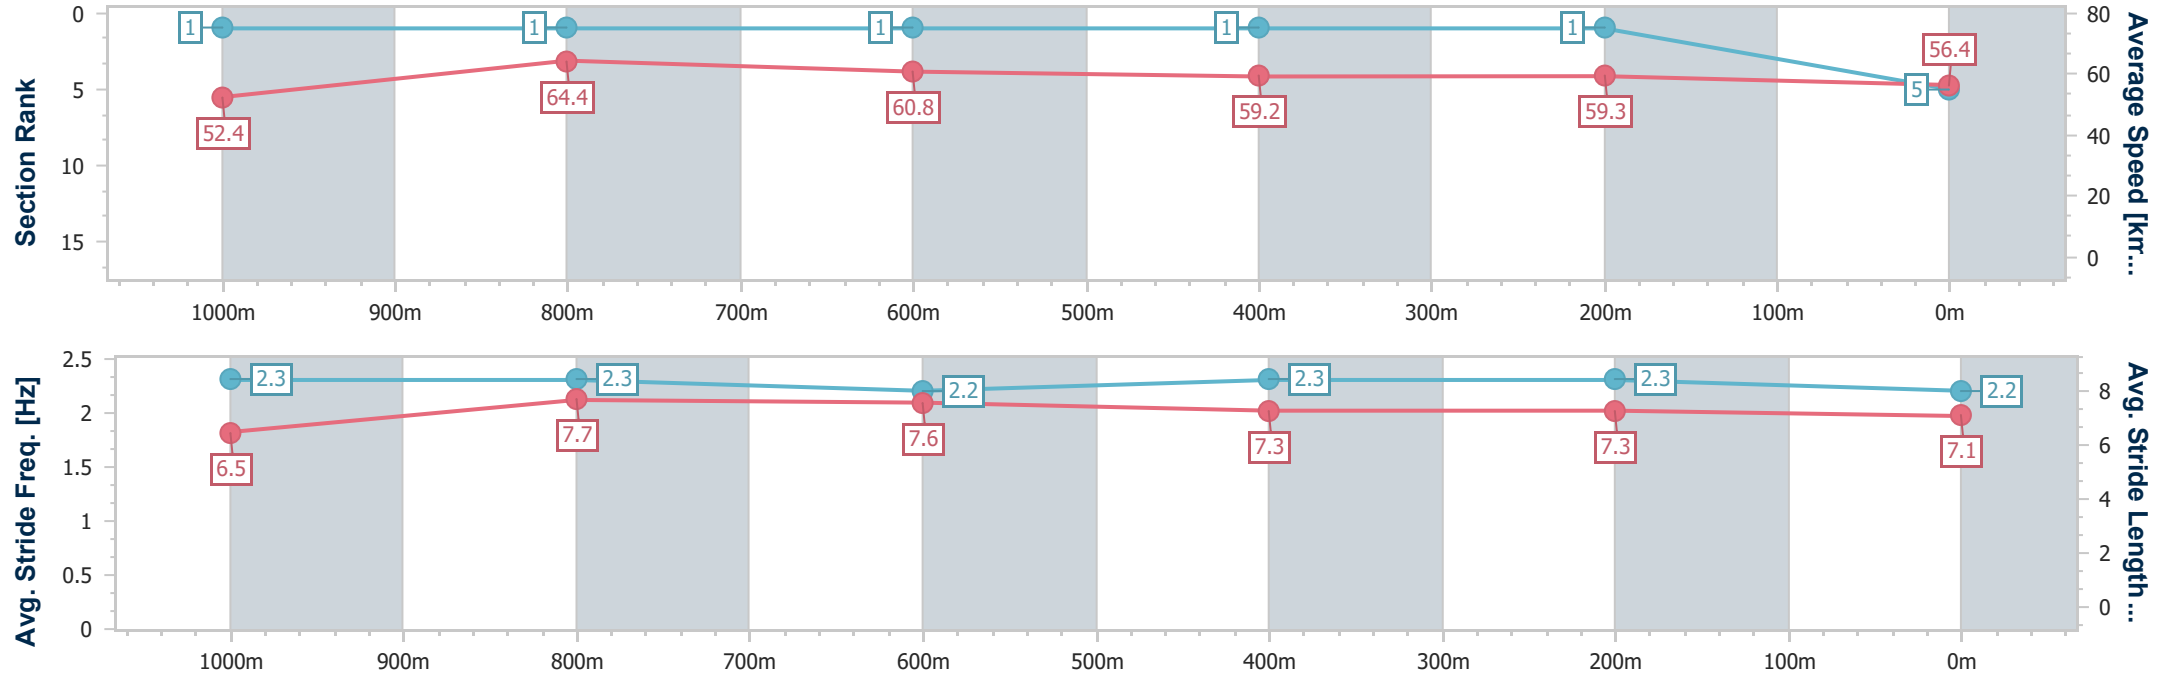 Section Rank
0
5
10
15
1
1
1
1
1
5
52.4
64.4
60.8
59.2
59.3
56.4
80
60
40
20
0
Average Speed [km...
1000m
900m
800m
700m
600m
500m
400m
300m
200m
100m
0m
Avg. Stride Freq. [Hz]
2.5
2
1.5
1
0.5
0
2.3
2.3
2.2
2.3
2.3
2.2
6.5
7.7
7.6
7.3
7.3
7.1
8
6
4
2
0
Avg. Stride Length ...
1000m
900m
800m
700m
600m
500m
400m
300m
200m
100m
0m